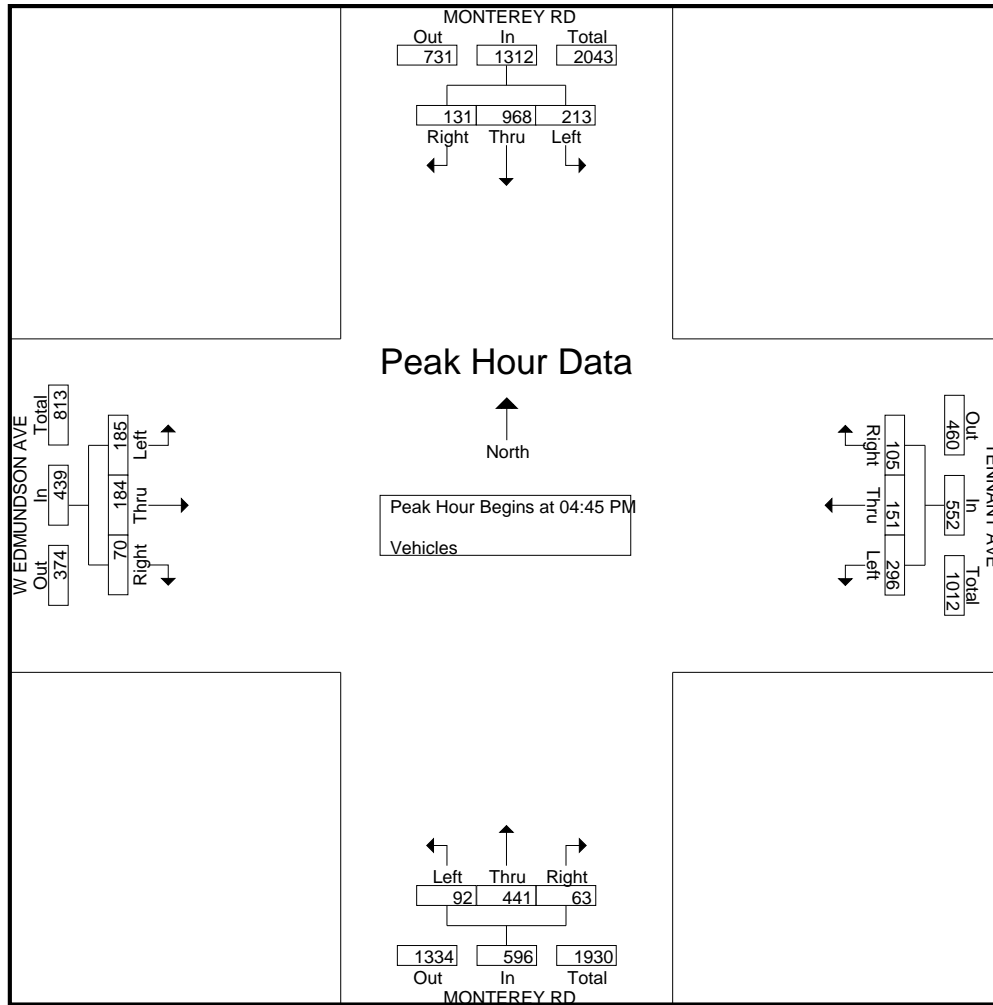 MONTEREY RD
Out In Total
731 1312 2043
131 968 213
Right Thru Left
Peak Hour Data
North
Peak Hour Begins at 04:45 PM
Vehicles
W EDMUNDSON AVE
Out In Total
374 439 813
70 184 185
Right Thru Left
TENNANT AVE
Out In Total
460 552 1012
105 151 296
Right Thru Left
Left Thru Right
92 441 63
1334 596 1930
Out In Total
MONTEREY RD